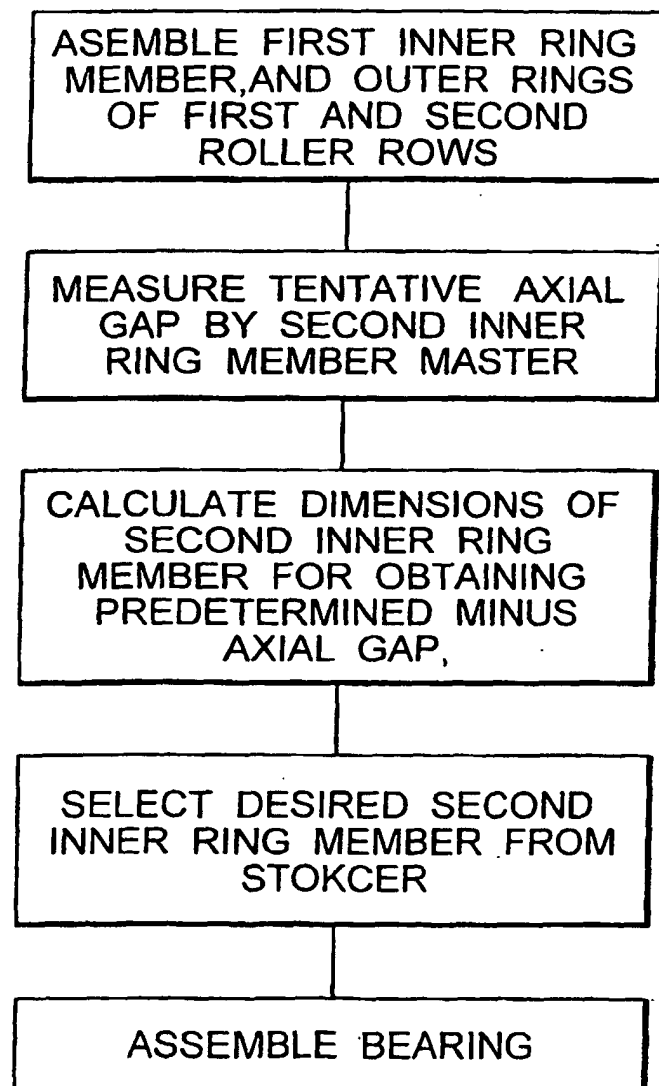 ASEMBLE FIRST INNER RING
MEMBER,AND OUTER RINGS
OF FIRST AND SECOND
ROLLER ROWS
MEASURE TENTATIVE AXIAL
GAP BY SECOND INNER
RING MEMBER MASTER
CALCULATE DIMENSIONS OF
SECOND INNER RING
MEMBER FOR OBTAINING
PREDETERMINED MINUS
AXIAL GAP,
SELECT DESIRED SECOND
INNER RING MEMBER FROM
STOKCER
ASSEMBLE BEARING